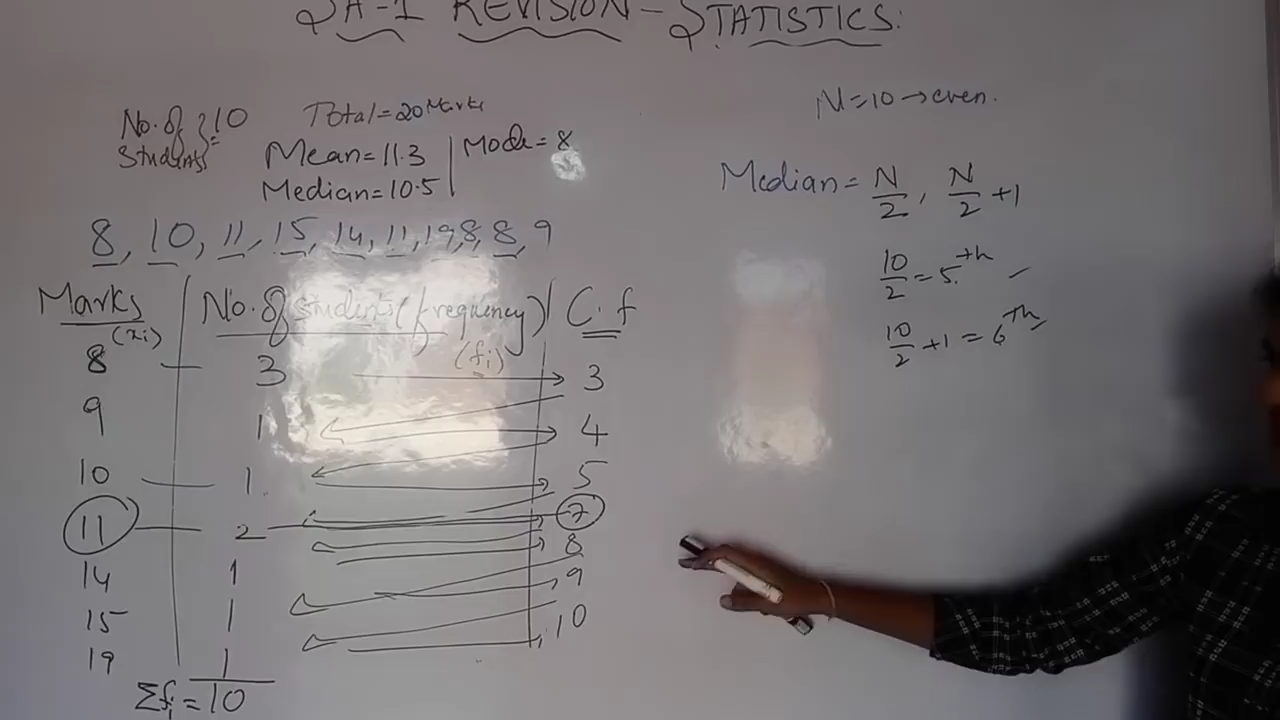 SA-1 REVISION - STATISTICS:
No. of Students } = 10
Total = 20 Marks
Mean = 11.3
Mode = 8
Median = 10.5
8, 10, 11, 15, 14, 11, 19, 8, 8, 9
Marks (xi) | No. of students (frequency) (fi) | C.f
8 3 3
9 1 4
10 1 5
11 2 7
14 1 8
15 1 9
19 1 10
Σfi = 10
N = 10 → even.
Median = N/2, N/2 + 1
10/2 = 5th
10/2 + 1 = 6th